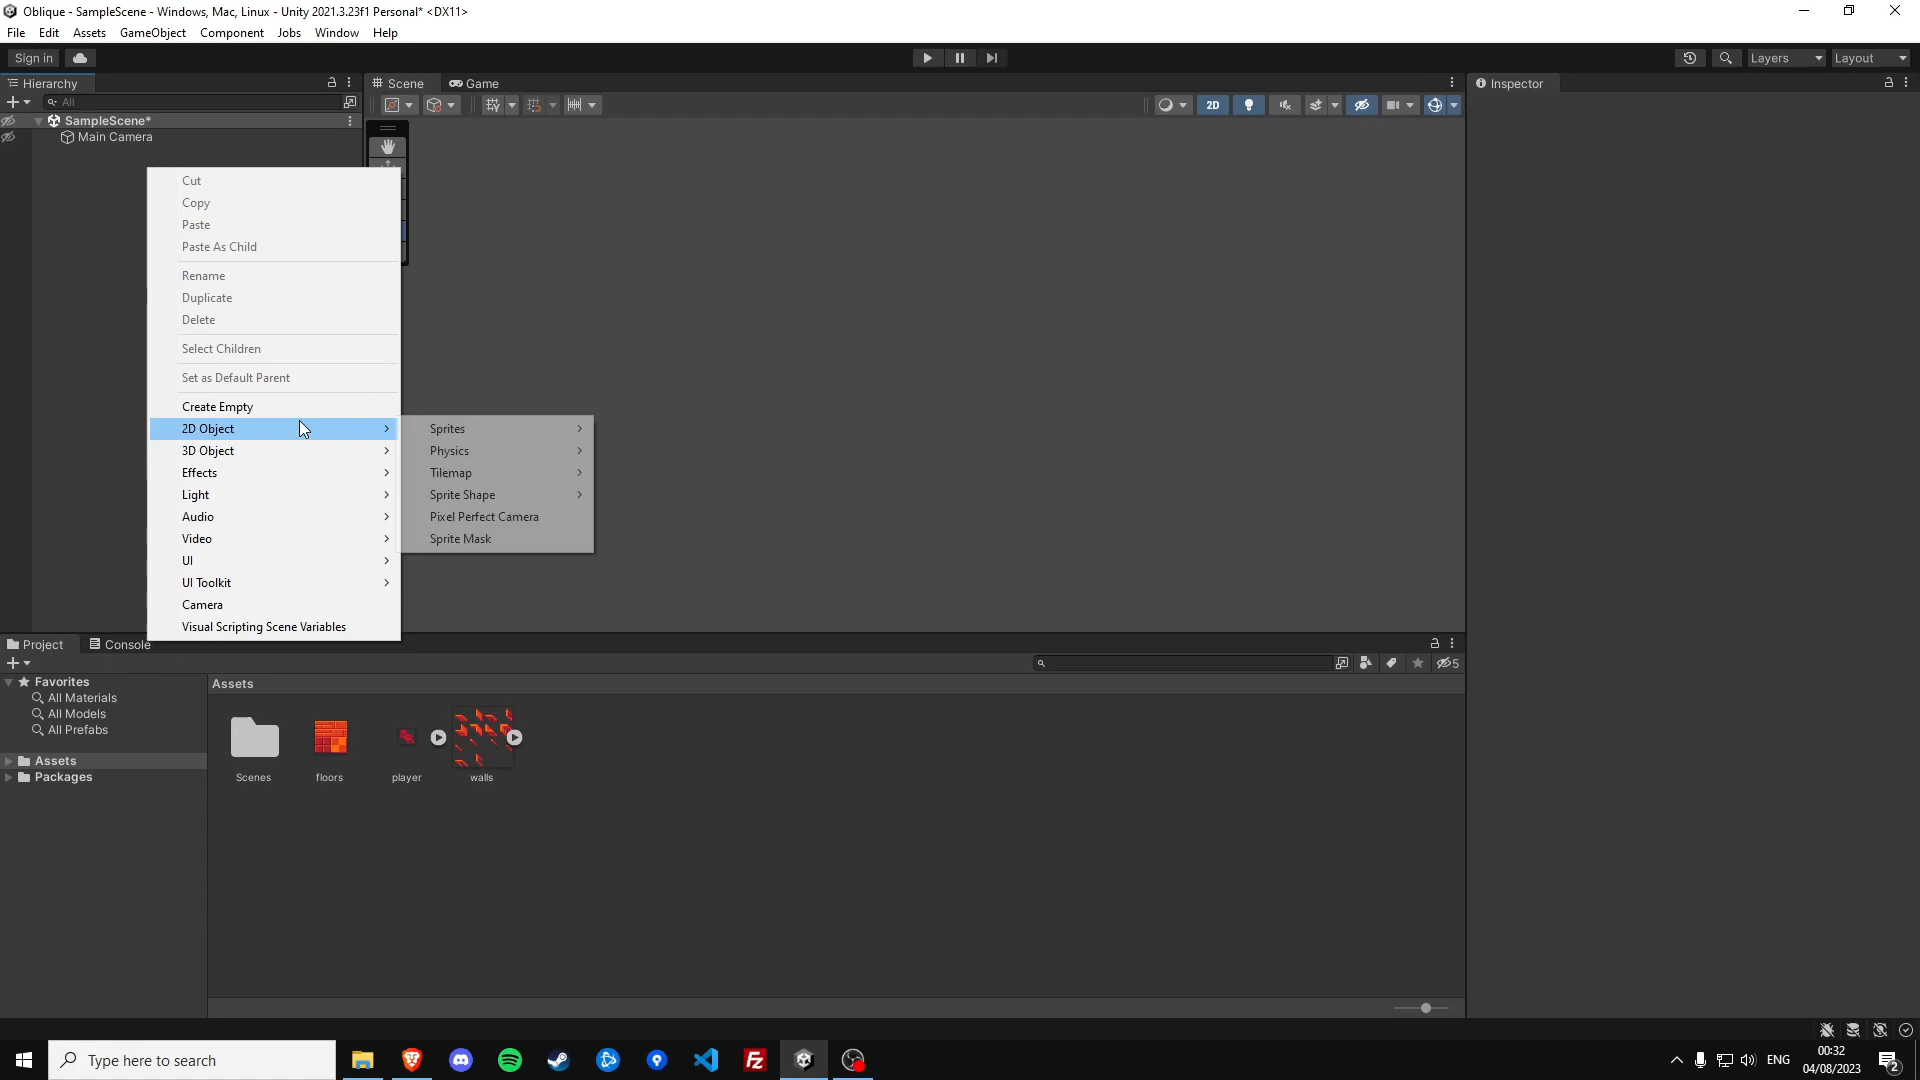 Oblique - SampleScene - Windows, Mac, Linux - Unity 2021.3.23f1 Personal* <DX11>
File Edit Assets GameObject Component Jobs Window Help
Sign in
Layers
Layout
Hierarchy
Scene
Game
Inspector
All
2D
SampleScene*
Main Camera
Cut
Copy
Paste
Paste As Child
Rename
Duplicate
Delete
Select Children
Set as Default Parent
Create Empty
2D Object
3D Object
Effects
Light
Audio
Video
UI
UI Toolkit
Camera
Visual Scripting Scene Variables
Sprites
Physics
Tilemap
Sprite Shape
Pixel Perfect Camera
Sprite Mask
Project
Console
5
Favorites
All Materials
All Models
All Prefabs
Assets
Packages
Assets
Scenes
floors
player
walls
Type here to search
ENG
00:32
04/08/2023
2